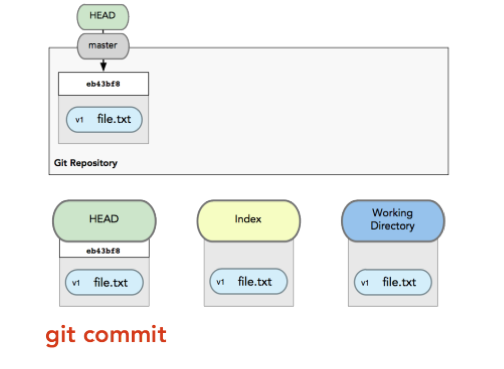 HEAD
master
eb43bf8
v1 file.txt
Git Repository
HEAD
Index
Working
Directory
eb43bf8
v1 file.txt
v1 file.txt
v1 file.txt
git commit